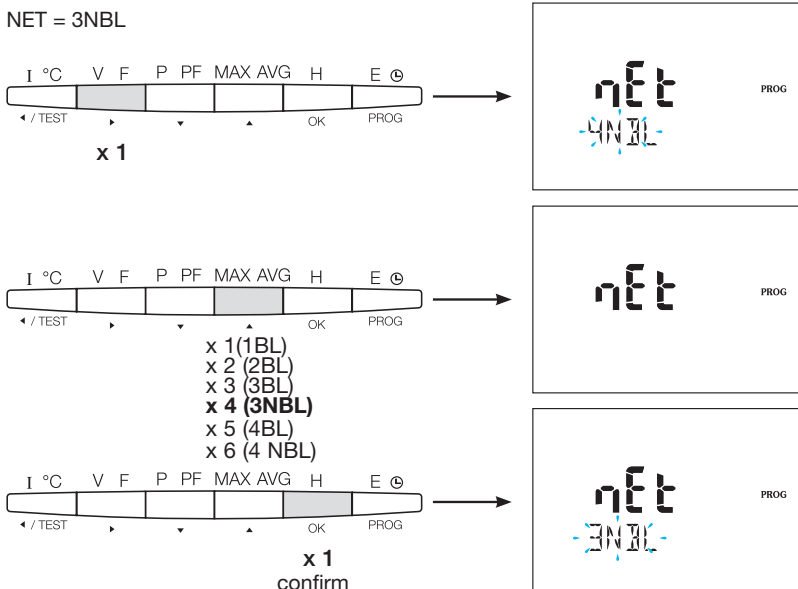 NET = 3NBL
I °C V F P PF MAX AVG H E
/ TEST OK PROG
x 1
nEt
PROG
4NBL
I °C V F P PF MAX AVG H E
/ TEST OK PROG
x 1(1BL)
x 2 (2BL)
x 3 (3BL)
x 4 (3NBL)
x 5 (4BL)
x 6 (4 NBL)
nEt
PROG
I °C V F P PF MAX AVG H E
/ TEST OK PROG
x 1
confirm
nEt
PROG
3NBL